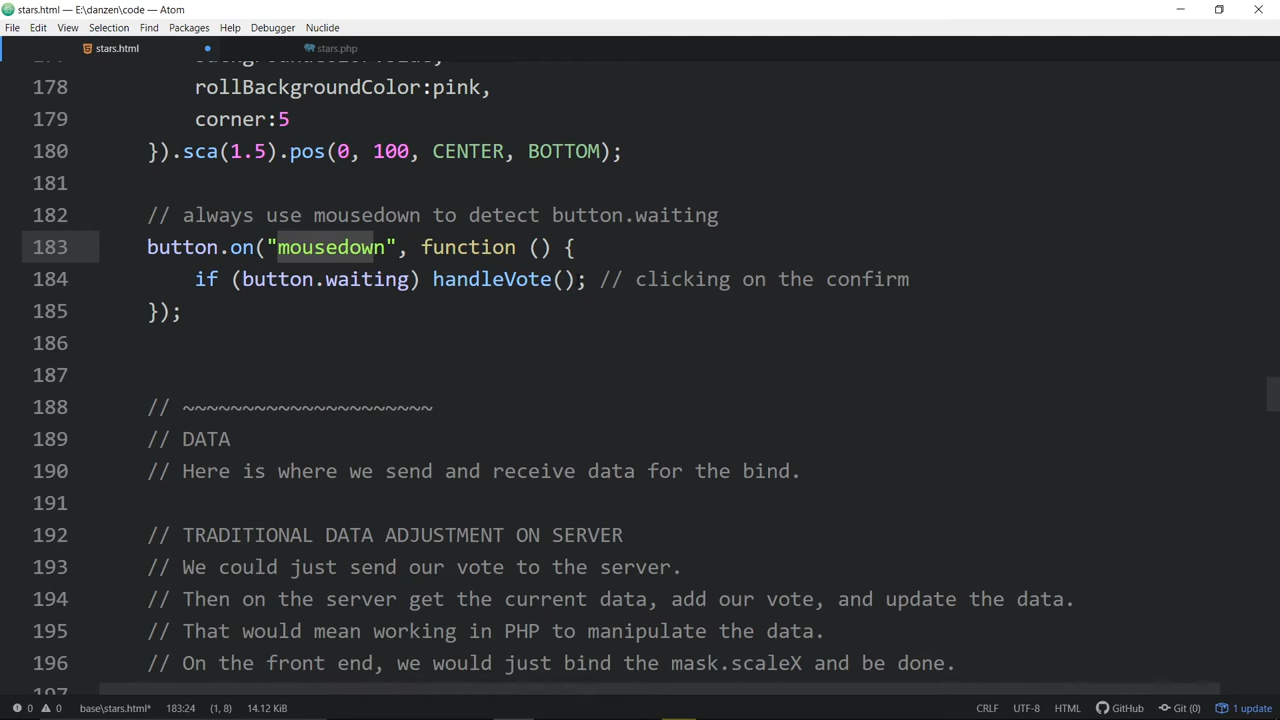 stars.html — E:\danzen\code — Atom
File Edit View Selection Find Packages Help Debugger Nuclide
stars.html stars.php
178 rollBackgroundColor:pink,
179 corner:5
180 }).sca(1.5).pos(0, 100, CENTER, BOTTOM);
181
182 // always use mousedown to detect button.waiting
183 button.on("mousedown", function () {
184 if (button.waiting) handleVote(); // clicking on the confirm
185 });
186
187
188 // ~~~~~~~~~~~~~~~~~~~~~
189 // DATA
190 // Here is where we send and receive data for the bind.
191
192 // TRADITIONAL DATA ADJUSTMENT ON SERVER
193 // We could just send our vote to the server.
194 // Then on the server get the current data, add our vote, and update the data.
195 // That would mean working in PHP to manipulate the data.
196 // On the front end, we would just bind the mask.scaleX and be done.
197
0 0 base\stars.html* 183:24 (1, 8) 14.12 KiB CRLF UTF-8 HTML GitHub Git (0) 1 update